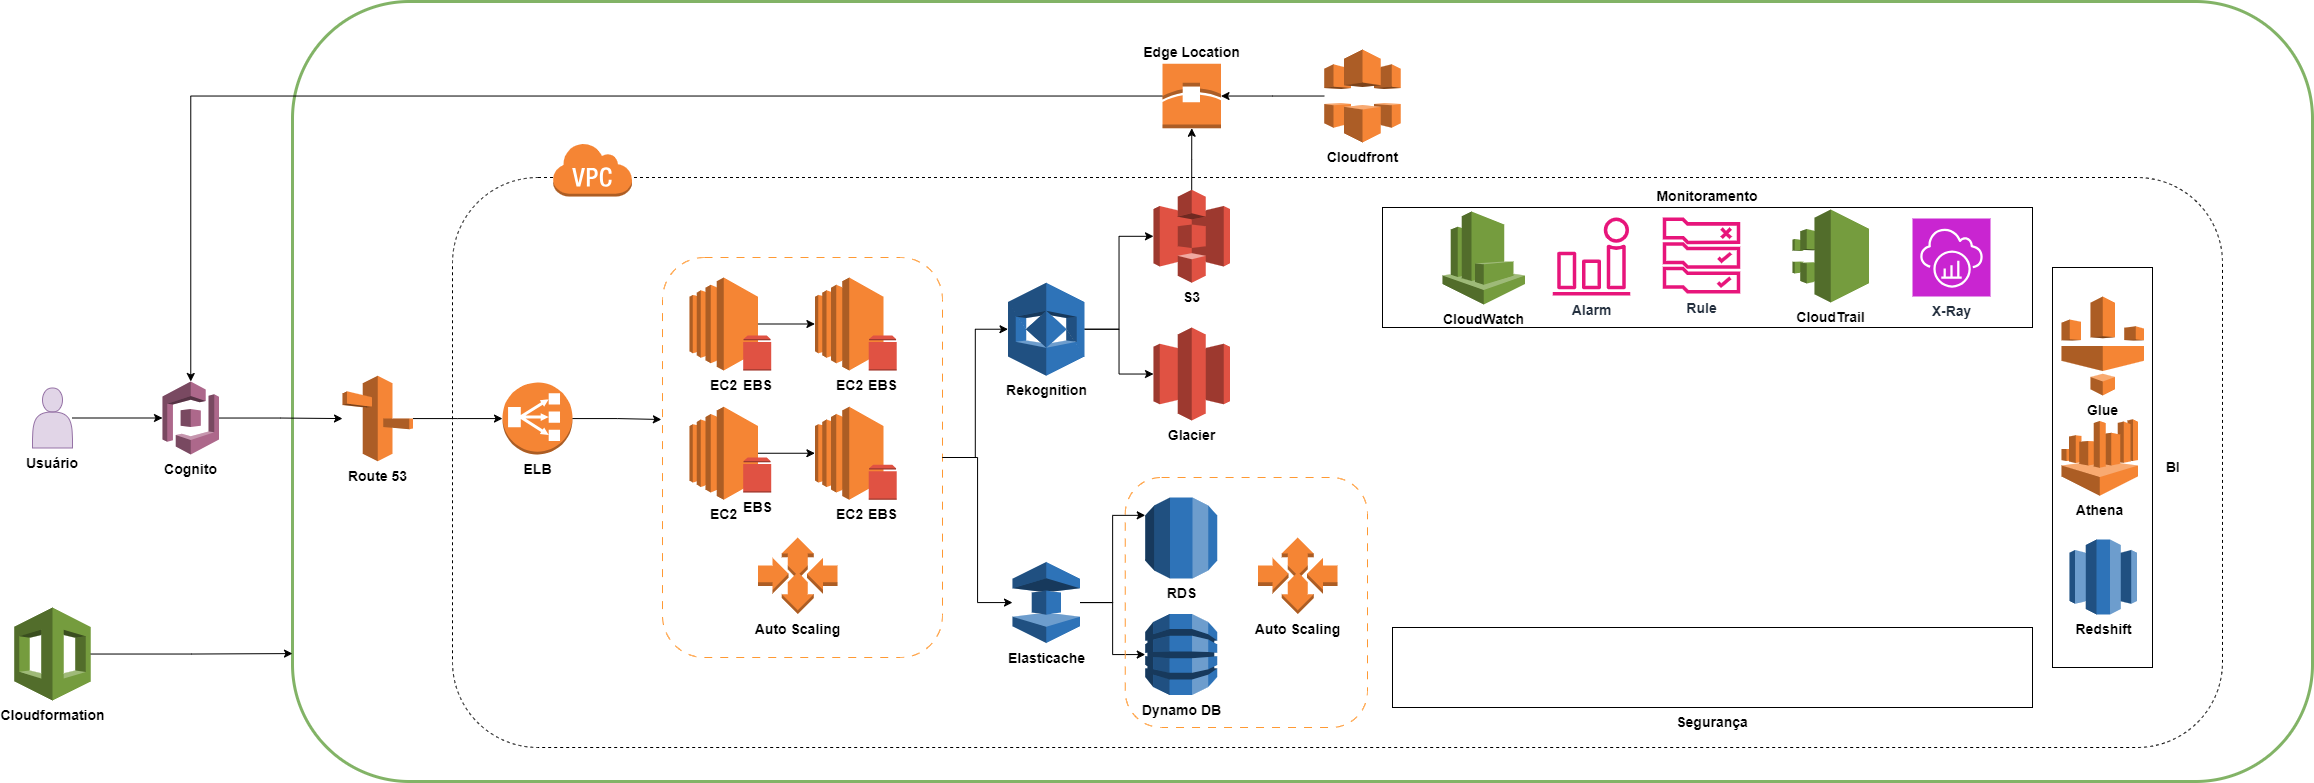 Edge Location
Cloudfront
VPC
Monitoramento
CloudWatch
Alarm
Rule
CloudTrail
X-Ray
S3
EC2 EBS
EC2 EBS
Rekognition
Glacier
Usuário
Cognito
Route 53
ELB
EC2 EBS
EC2 EBS
Auto Scaling
Glue
Athena
BI
Redshift
RDS
Auto Scaling
Elasticache
Dynamo DB
Cloudformation
Segurança